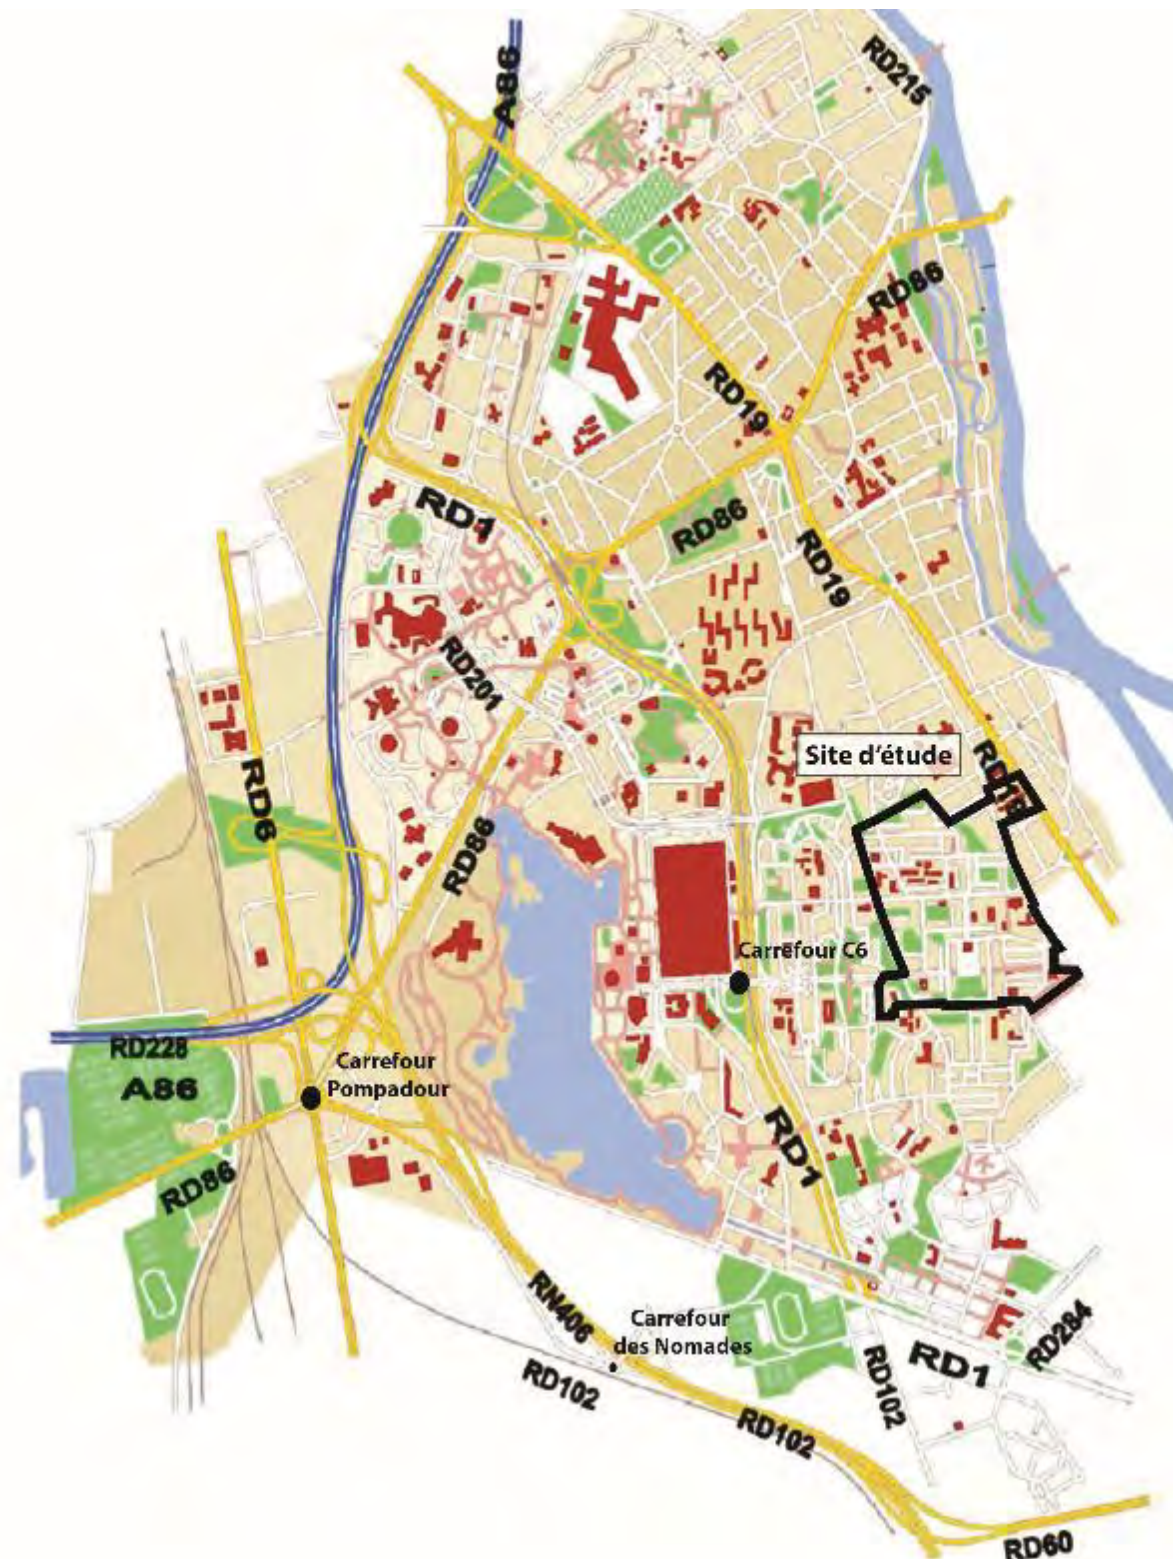 A86
RD215
RD86
RD19
RD1
RD86
RD19
RD201
Site d'étude
RD6
RD86
Carrefour C6
RD228
A86
Carrefour
Pompadour
RD86
RD1
RN406
Carrefour
des Nomades
RD102
RD284
RD1
RD102
RD102
RD60